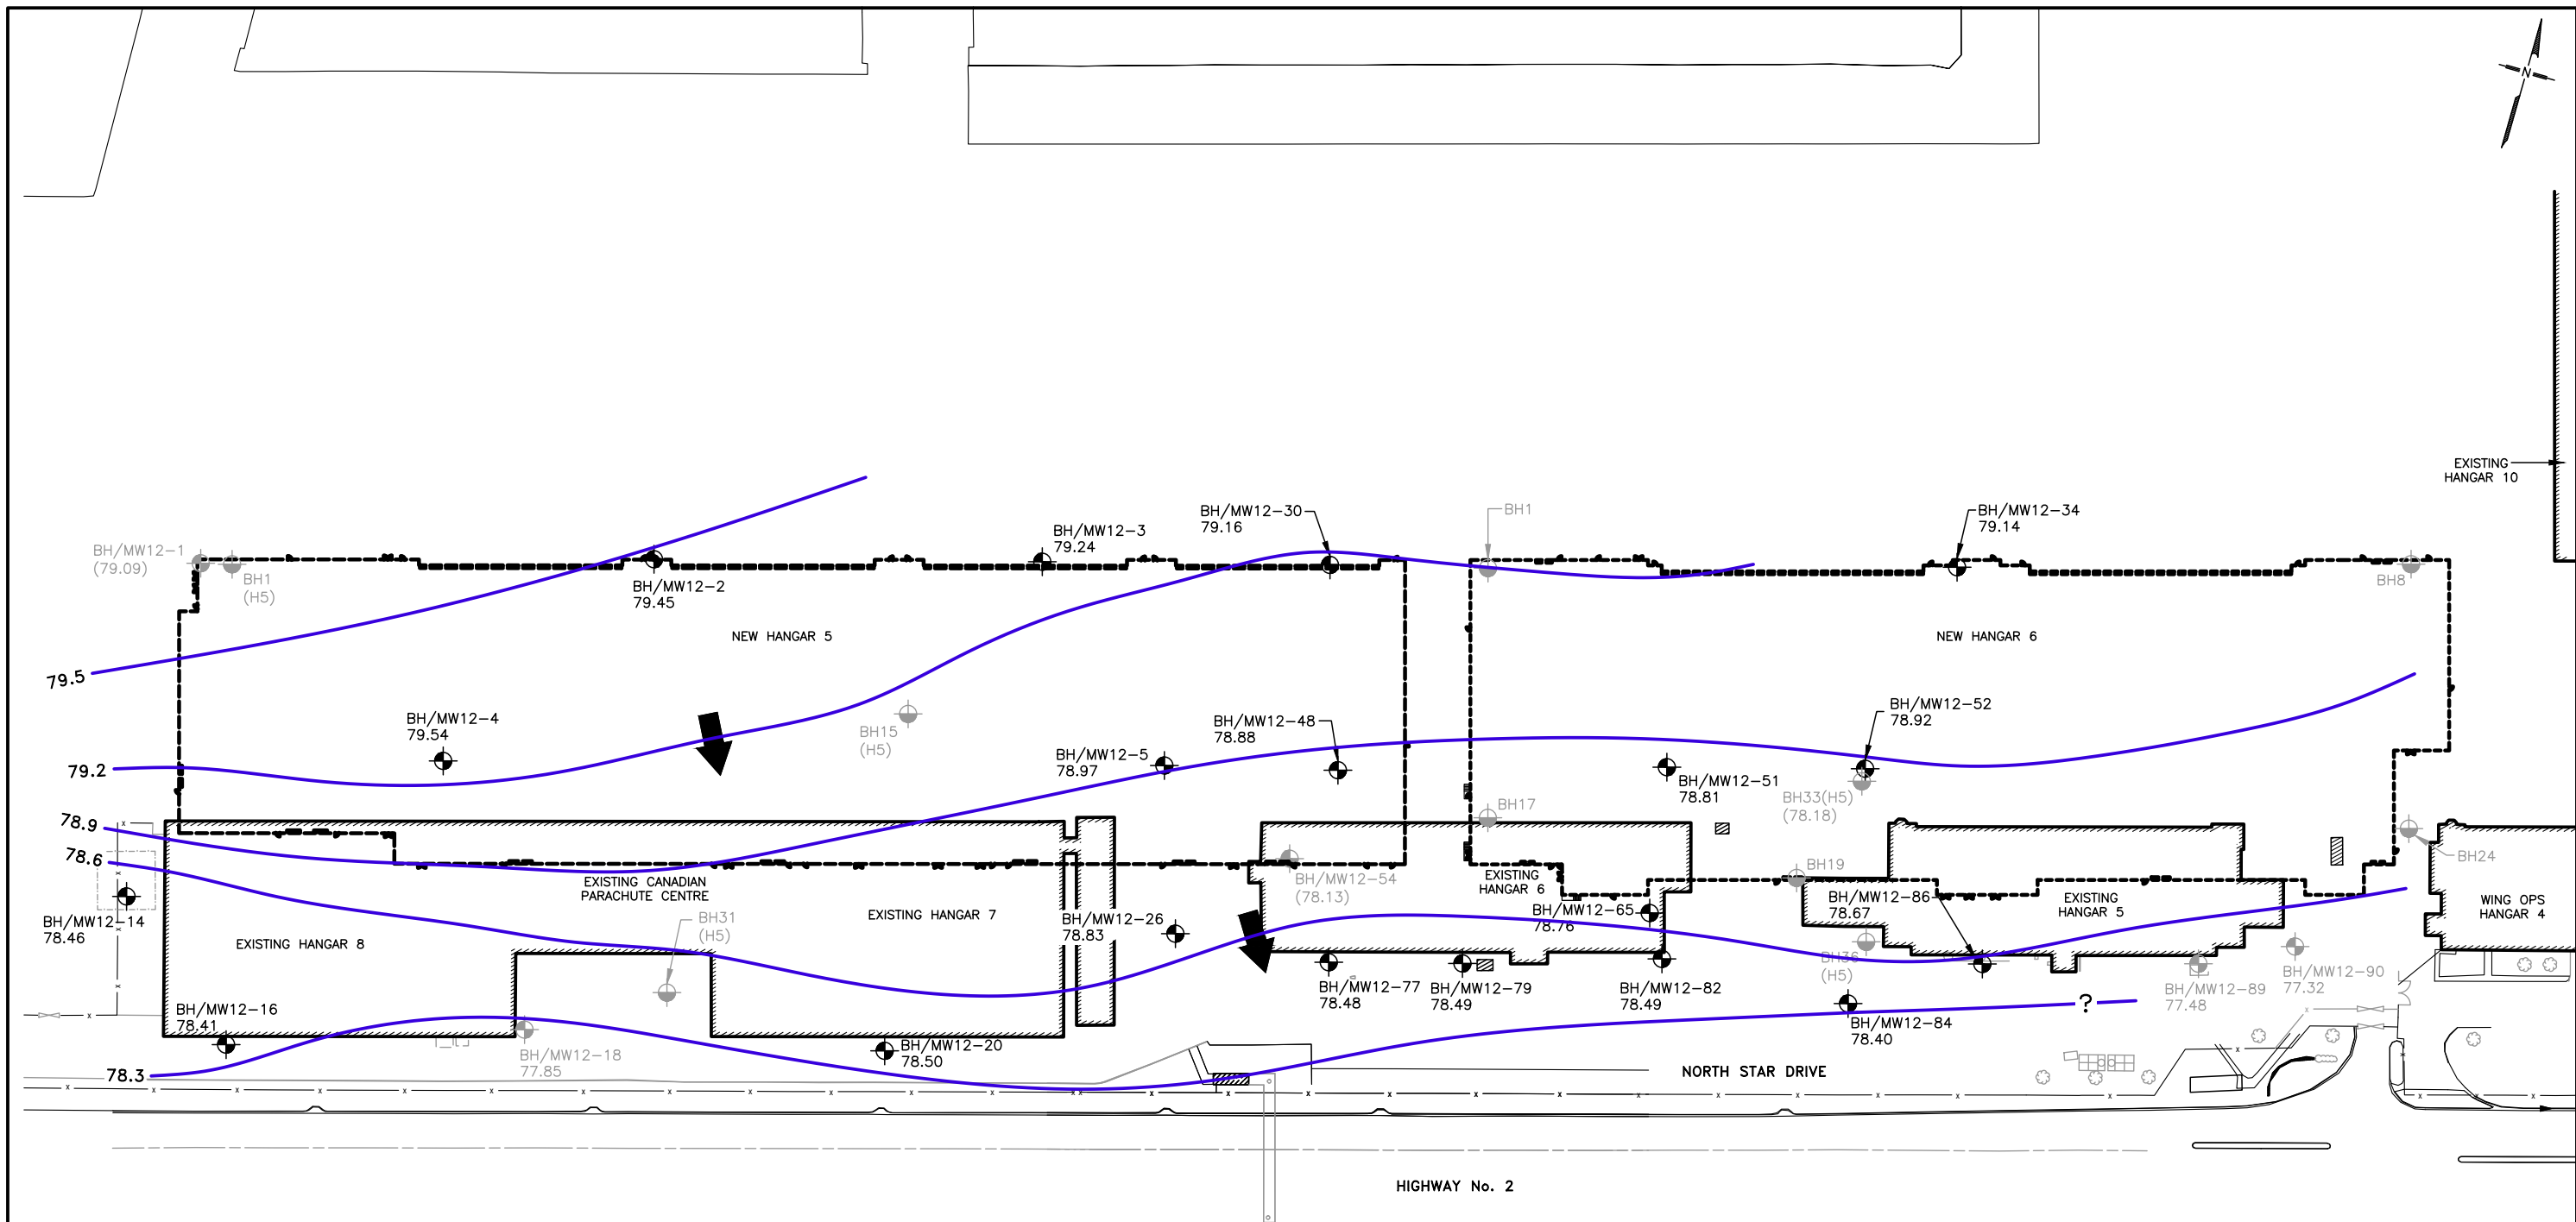 N
EXISTING
HANGAR 10
BH/MW12-30
79.16
BH1
BH/MW12-34
79.14
BH/MW12-3
79.24
BH/MW12-1
(79.09)
BH1
(H5)
BH/MW12-2
79.45
BH8
NEW HANGAR 5
NEW HANGAR 6
79.5
BH/MW12-4
79.54
BH15
(H5)
BH/MW12-48
78.88
BH/MW12-52
78.92
BH/MW12-5
78.97
79.2
BH/MW12-51
78.81
BH33(H5)
(78.18)
BH17
78.9
78.6
BH24
BH19
EXISTING CANADIAN
PARACHUTE CENTRE
BH/MW12-54
(78.13)
EXISTING
HANGAR 6
BH/MW12-86
78.67
EXISTING
HANGAR 5
WING OPS
HANGAR 4
BH/MW12-14
78.46
EXISTING HANGAR 8
BH31
(H5)
EXISTING HANGAR 7
BH/MW12-26
78.83
BH/MW12-65
78.76
BH36
(H5)
BH/MW12-77
78.48
BH/MW12-79
78.49
BH/MW12-82
78.49
BH/MW12-89
77.48
BH/MW12-90
77.32
BH/MW12-16
78.41
?
BH/MW12-84
78.40
BH/MW12-18
77.85
BH/MW12-20
78.50
78.3
NORTH STAR DRIVE
HIGHWAY No. 2